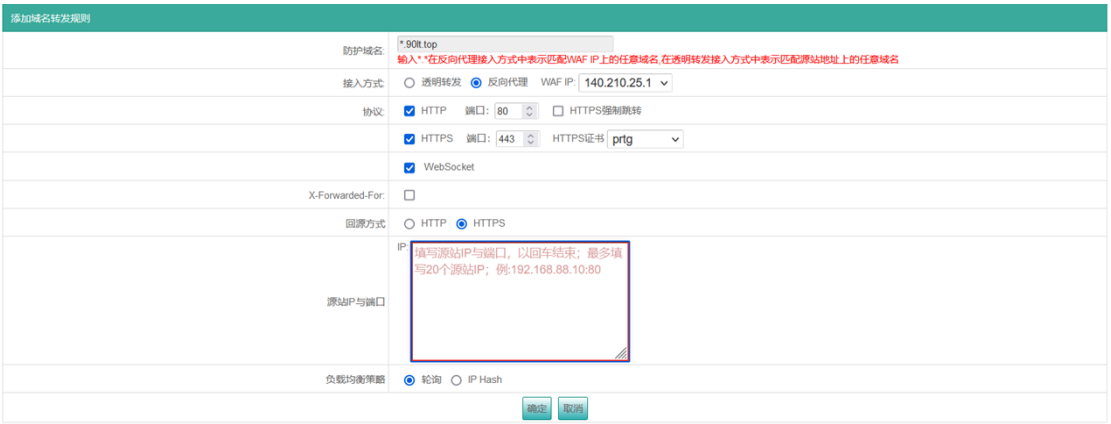 添加域名转发规则
防护域名: *.90lt.top
输入*.*在反向代理接入方式中表示匹配WAF IP上的任意域名,在透明转发接入方式中表示匹配源站地址上的任意域名
接入方式: 透明转发 反向代理 WAF IP: 140.210.25.1
协议: HTTP 端口: 80 HTTPS强制跳转
HTTPS 端口: 443 HTTPS证书 prtg
WebSocket
X-Forwarded-For:
回源方式 HTTP HTTPS
源站IP与端口 IP: 填写源站IP与端口，以回车结束；最多填
写20个源站IP；例:192.168.88.10:80
负载均衡策略 轮询 IP Hash
确定 取消